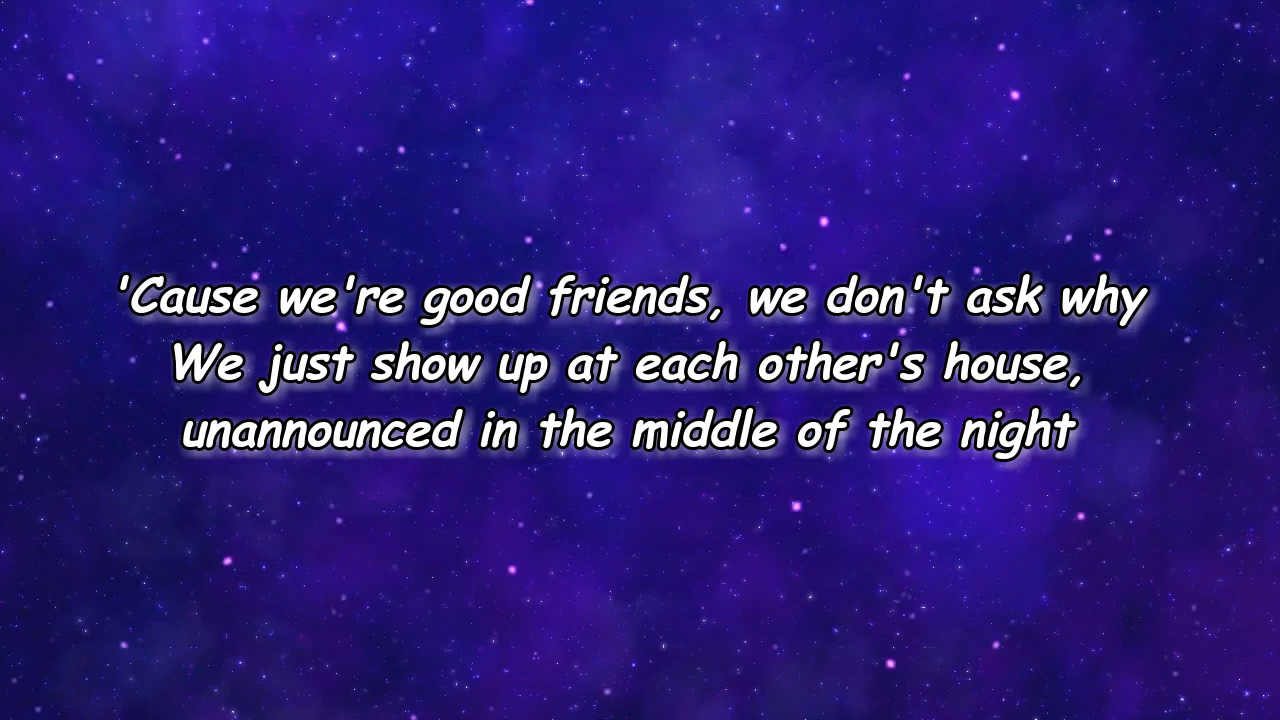 'Cause we're good friends, we don't ask why
We just show up at each other's house,
unannounced in the middle of the night